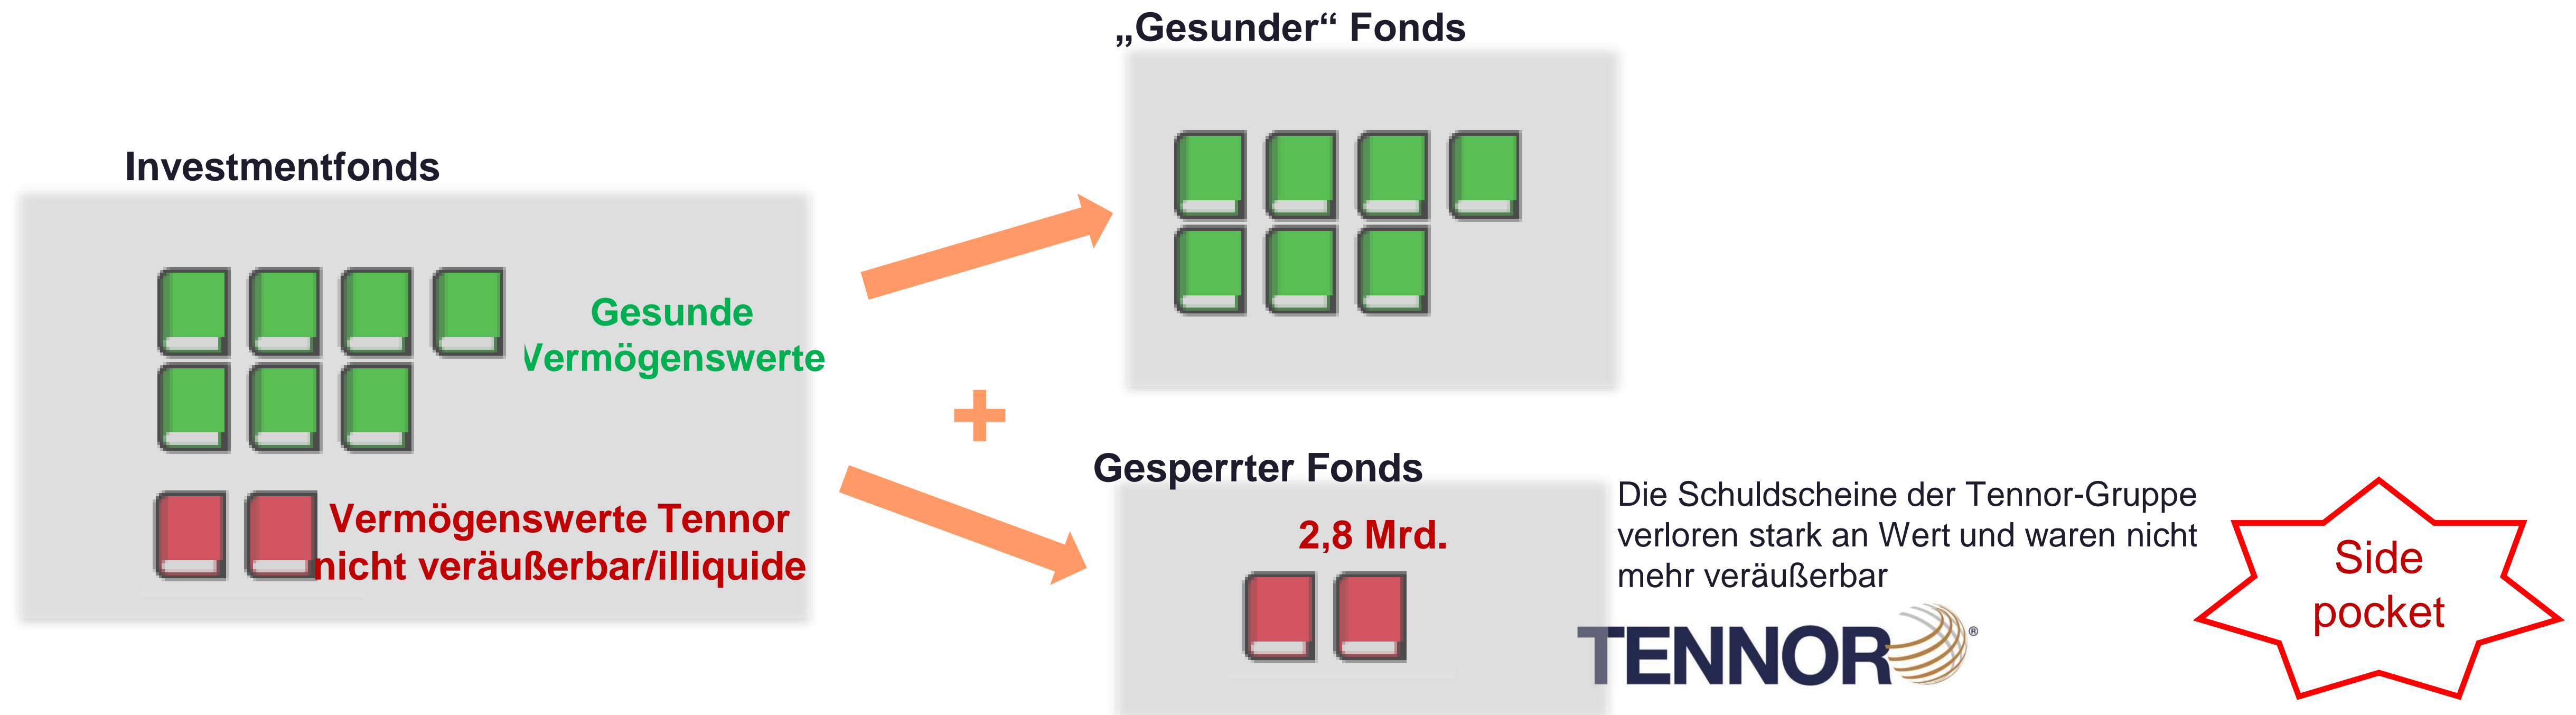 „Gesunder“ Fonds
Investmentfonds
Gesunde
Vermögenswerte
Vermögenswerte Tennor
nicht veräußerbar/illiquide
Gesperrter Fonds
2,8 Mrd.
Die Schuldscheine der Tennor-Gruppe
verloren stark an Wert und waren nicht
mehr veräußerbar
TENNOR®
Side
pocket